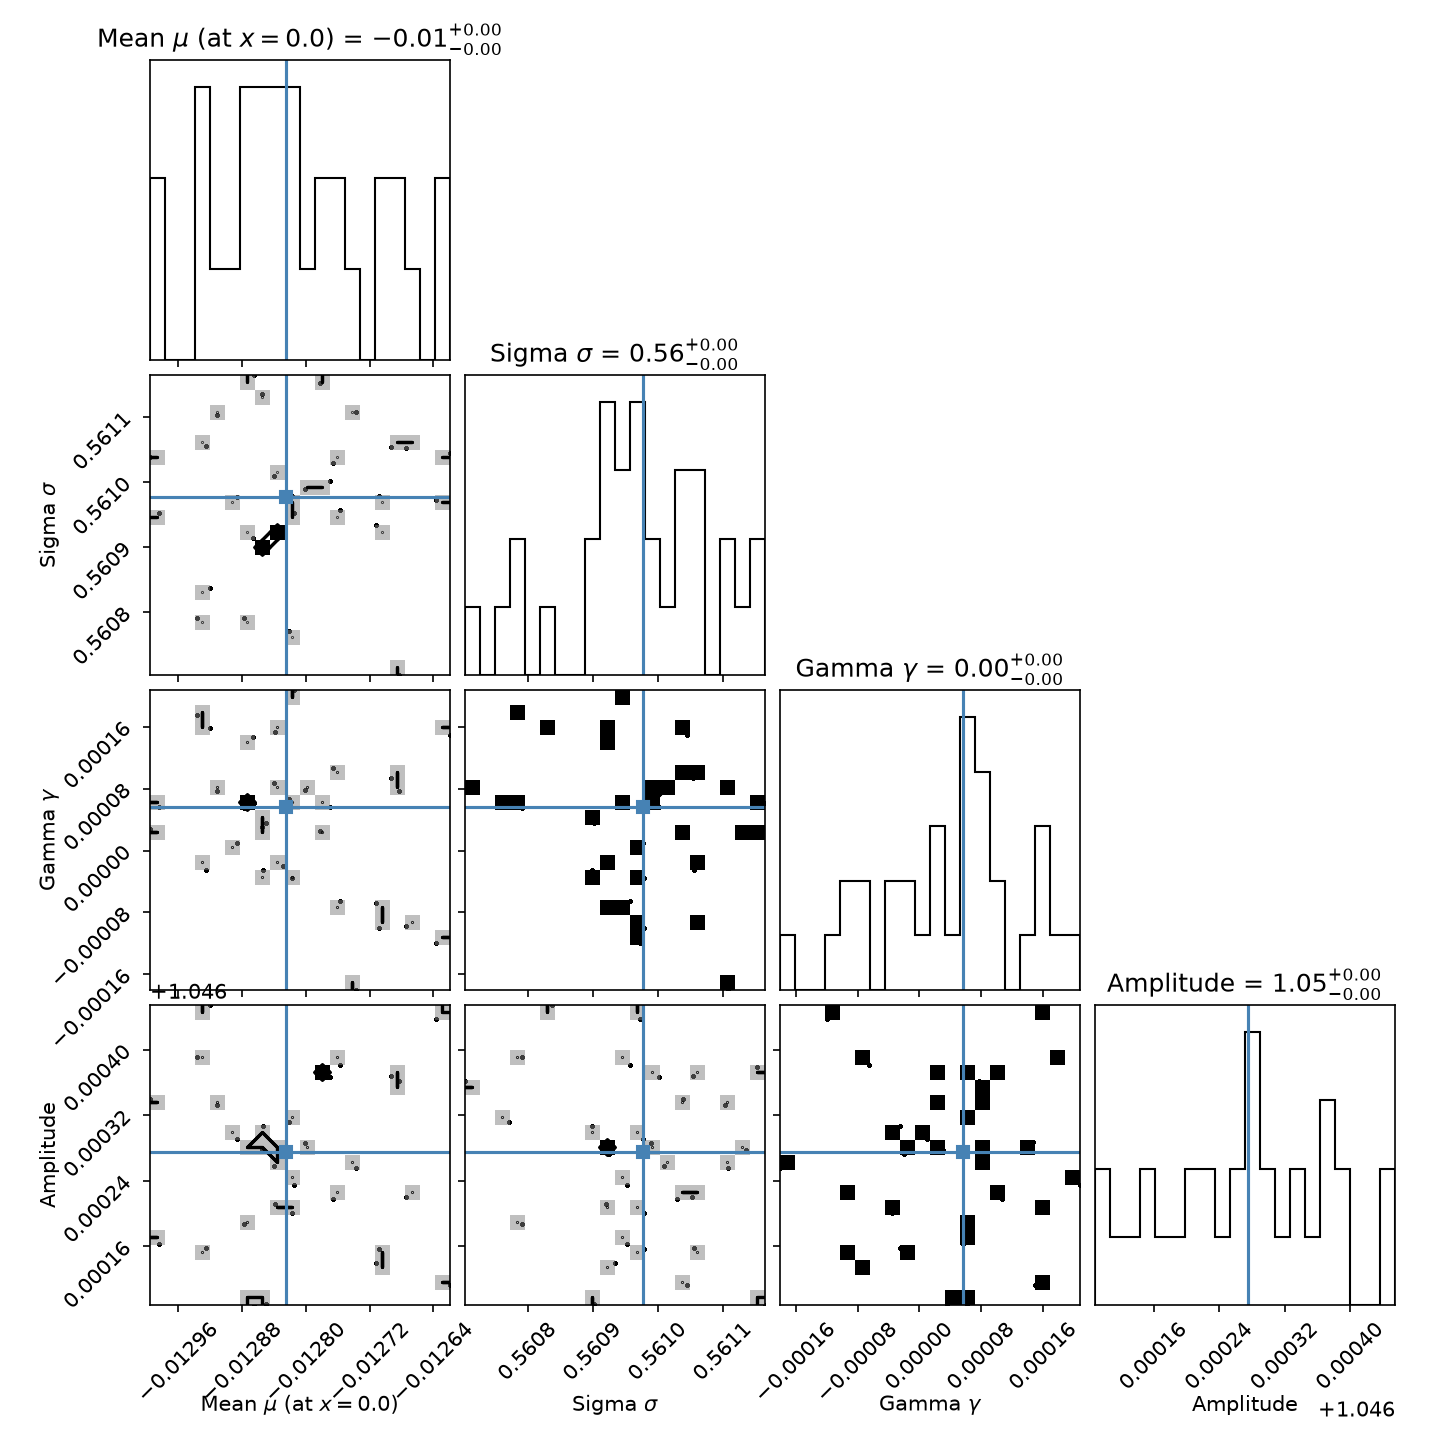 Mean μ (at x = 0.0) = −0.01 +0.00 −0.00
Sigma σ = 0.56 +0.00 −0.00
0.5611
0.5610
0.5609
0.5608
Sigma σ
Gamma γ = 0.00 +0.00 −0.00
0.00016
0.00008
0.00000
−0.00008
−0.00016
Gamma γ
+1.046
Amplitude = 1.05 +0.00 −0.00
0.00040
0.00032
0.00024
0.00016
Amplitude
−0.01296 −0.01288 −0.01280 −0.01272 −0.01264
0.5608 0.5609 0.5610 0.5611
−0.00016 −0.00008 0.00000 0.00008 0.00016
0.00016 0.00024 0.00032 0.00040
Mean μ (at x = 0.0) Sigma σ Gamma γ Amplitude +1.046